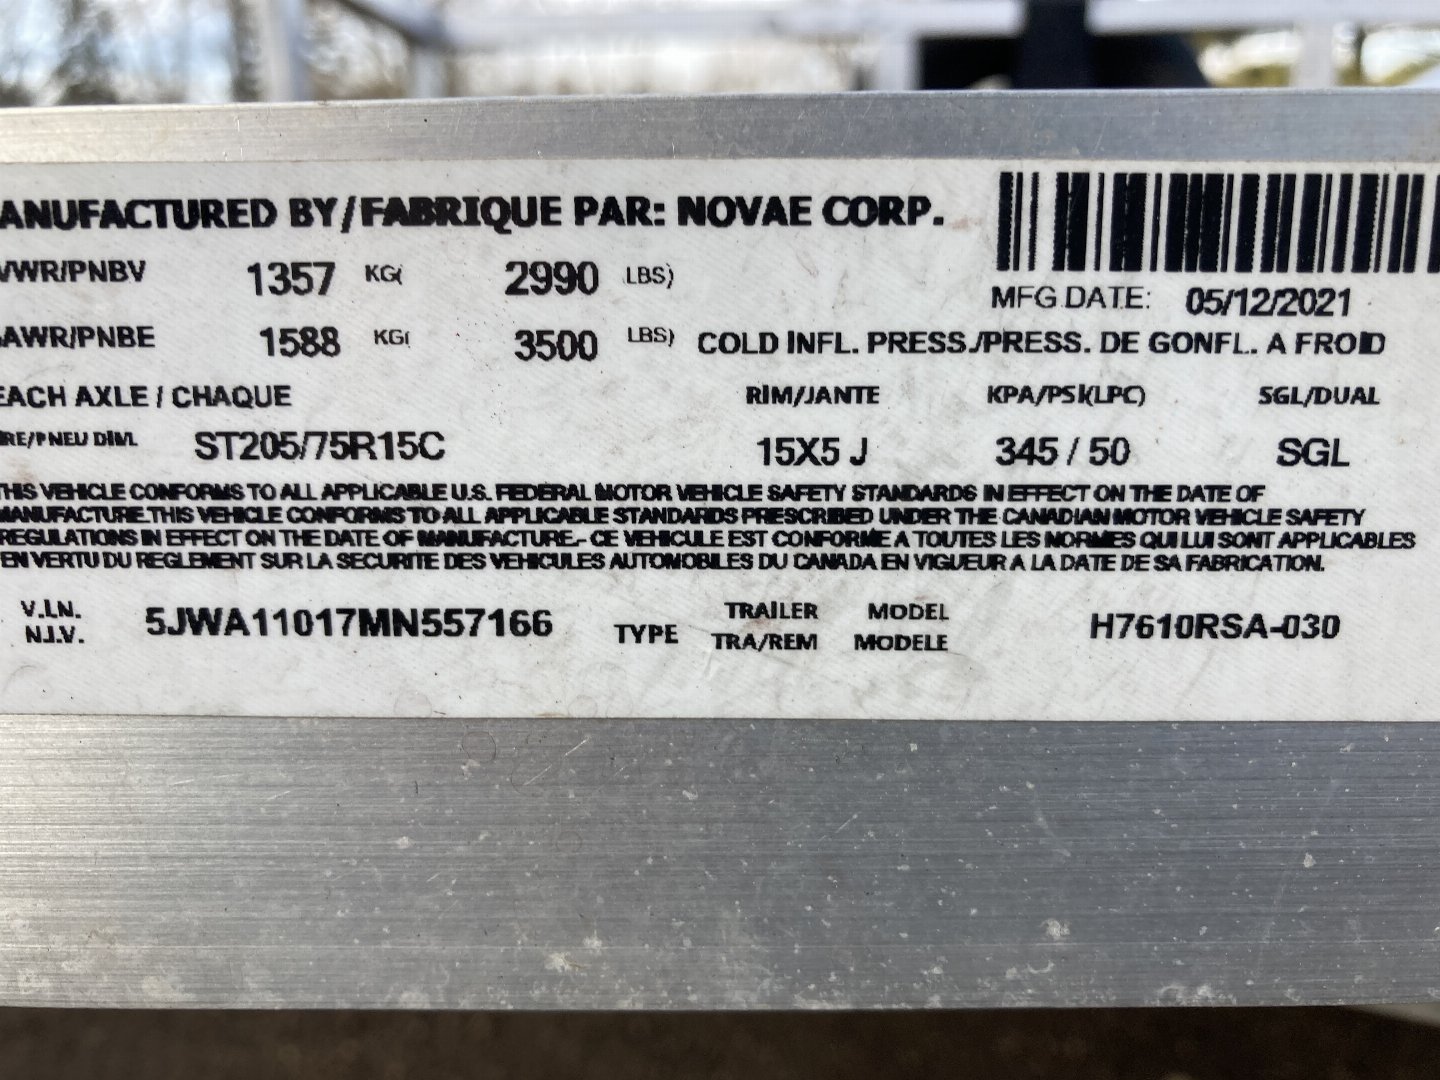 ANUFACTURED BY/FABRIQUE PAR: NOVAE CORP.
VWR/PNBV 1357 KG( 2990 LBS)
MFG DATE: 05/12/2021
AWR/PNBE 1588 KG( 3500 LBS) COLD INFL. PRESS./PRESS. DE GONFL. A FROID
EACH AXLE / CHAQUE RIM/JANTE KPA/PSI(LPC) SGL/DUAL
RE/PNEU DIM. ST205/75R15C 15X5 J 345 / 50 SGL
THIS VEHICLE CONFORMS TO ALL APPLICABLE U.S. FEDERAL MOTOR VEHICLE SAFETY STANDARDS IN EFFECT ON THE DATE OF
MANUFACTURE.THIS VEHICLE CONFORMS TO ALL APPLICABLE STANDARDS PRESCRIBED UNDER THE CANADIAN MOTOR VEHICLE SAFETY
REGULATIONS IN EFFECT ON THE DATE OF MANUFACTURE.- CE VEHICULE EST CONFORME A TOUTES LES NORMES QUI LUI SONT APPLICABLES
EN VERTU DU REGLEMENT SUR LA SECURITE DES VEHICULES AUTOMOBILES DU CANADA EN VIGUEUR A LA DATE DE SA FABRICATION.
V.I.N. 5JWA11017MN557166 TYPE TRAILER MODEL H7610RSA-030
N.I.V. TRA/REM MODELE